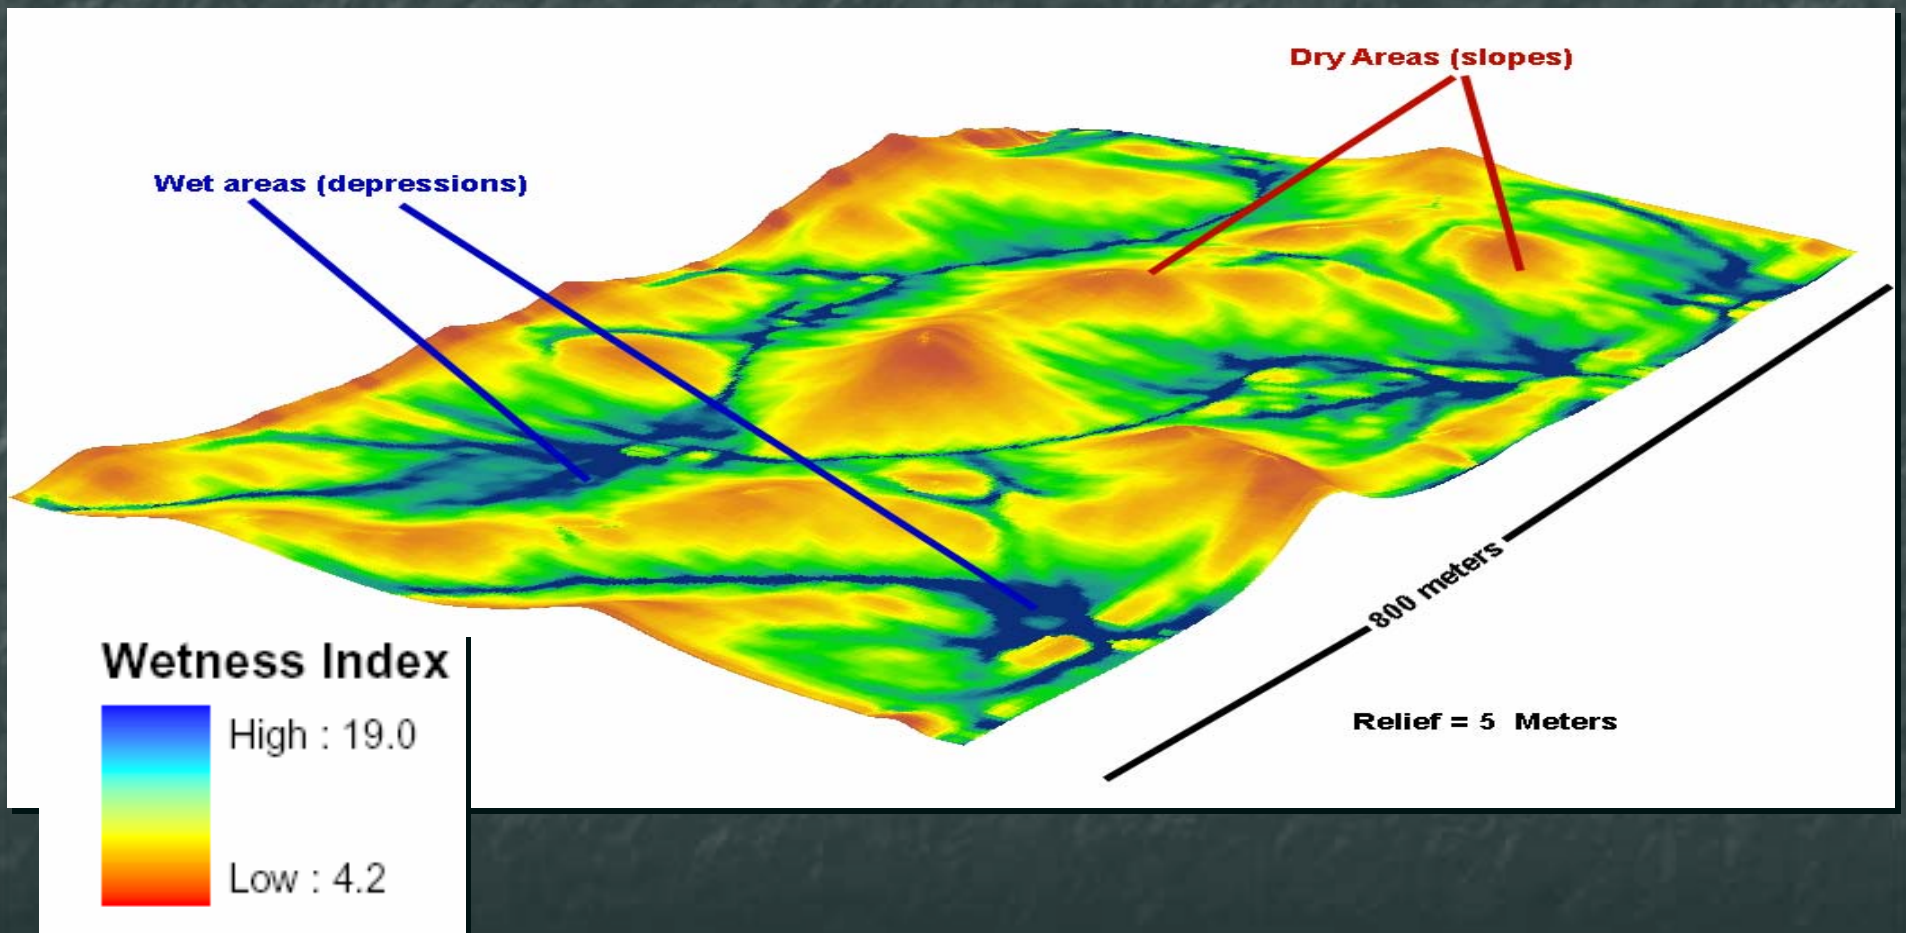 Dry Areas (slopes)
Wet areas (depressions)
800 meters
Relief = 5 Meters
Wetness Index
High : 19.0
Low : 4.2